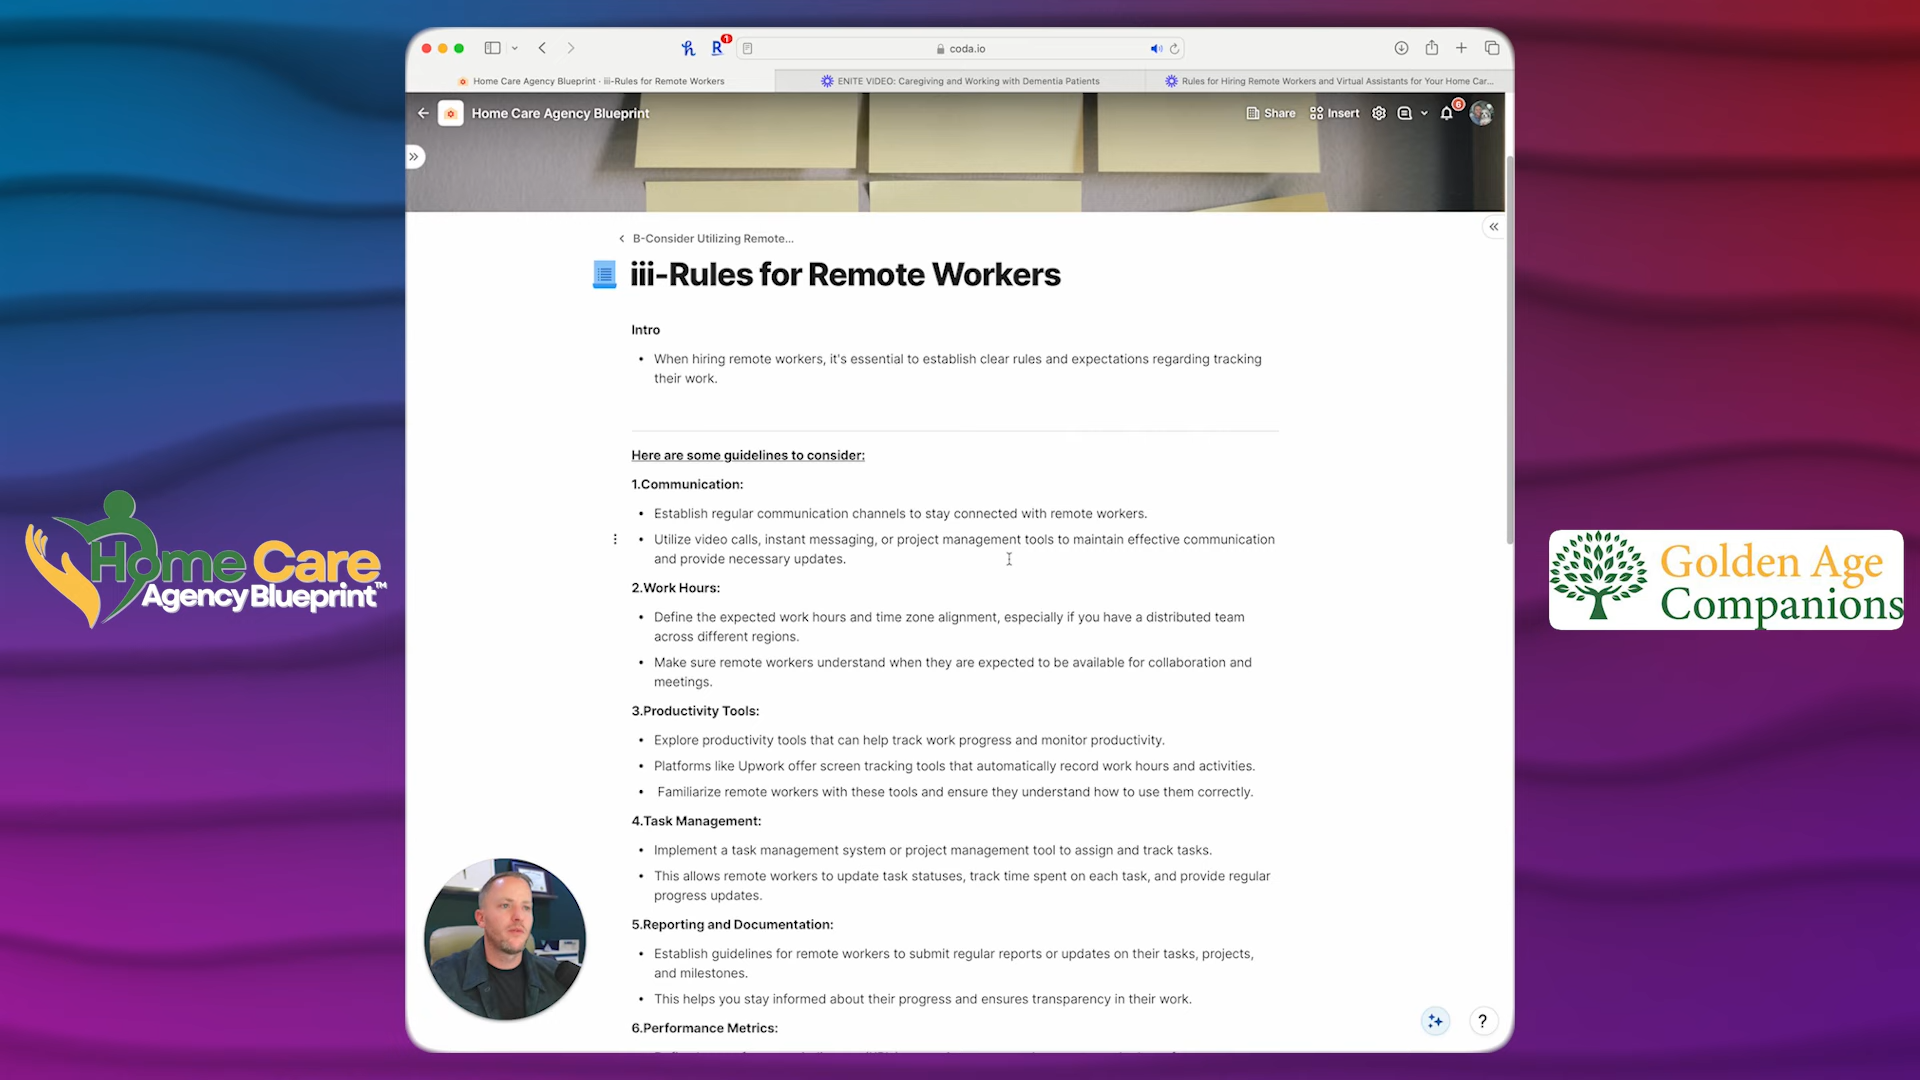 1
coda.io
Home Care Agency Blueprint · iii-Rules for Remote Workers
ENITE VIDEO: Caregiving and Working with Dementia Patients
Rules for Hiring Remote Workers and Virtual Assistants for Your Home Car...
Home Care Agency Blueprint
Share
Insert
6
B-Consider Utilizing Remote...
iii-Rules for Remote Workers
Intro
• When hiring remote workers, it's essential to establish clear rules and expectations regarding tracking
their work.
Here are some guidelines to consider:
1.Communication:
• Establish regular communication channels to stay connected with remote workers.
• Utilize video calls, instant messaging, or project management tools to maintain effective communication
and provide necessary updates.
2.Work Hours:
• Define the expected work hours and time zone alignment, especially if you have a distributed team
across different regions.
• Make sure remote workers understand when they are expected to be available for collaboration and
meetings.
3.Productivity Tools:
• Explore productivity tools that can help track work progress and monitor productivity.
• Platforms like Upwork offer screen tracking tools that automatically record work hours and activities.
• Familiarize remote workers with these tools and ensure they understand how to use them correctly.
4.Task Management:
• Implement a task management system or project management tool to assign and track tasks.
• This allows remote workers to update task statuses, track time spent on each task, and provide regular
progress updates.
5.Reporting and Documentation:
• Establish guidelines for remote workers to submit regular reports or updates on their tasks, projects,
and milestones.
• This helps you stay informed about their progress and ensures transparency in their work.
6.Performance Metrics:
Home Care
Agency Blueprint™
Golden Age
Companions